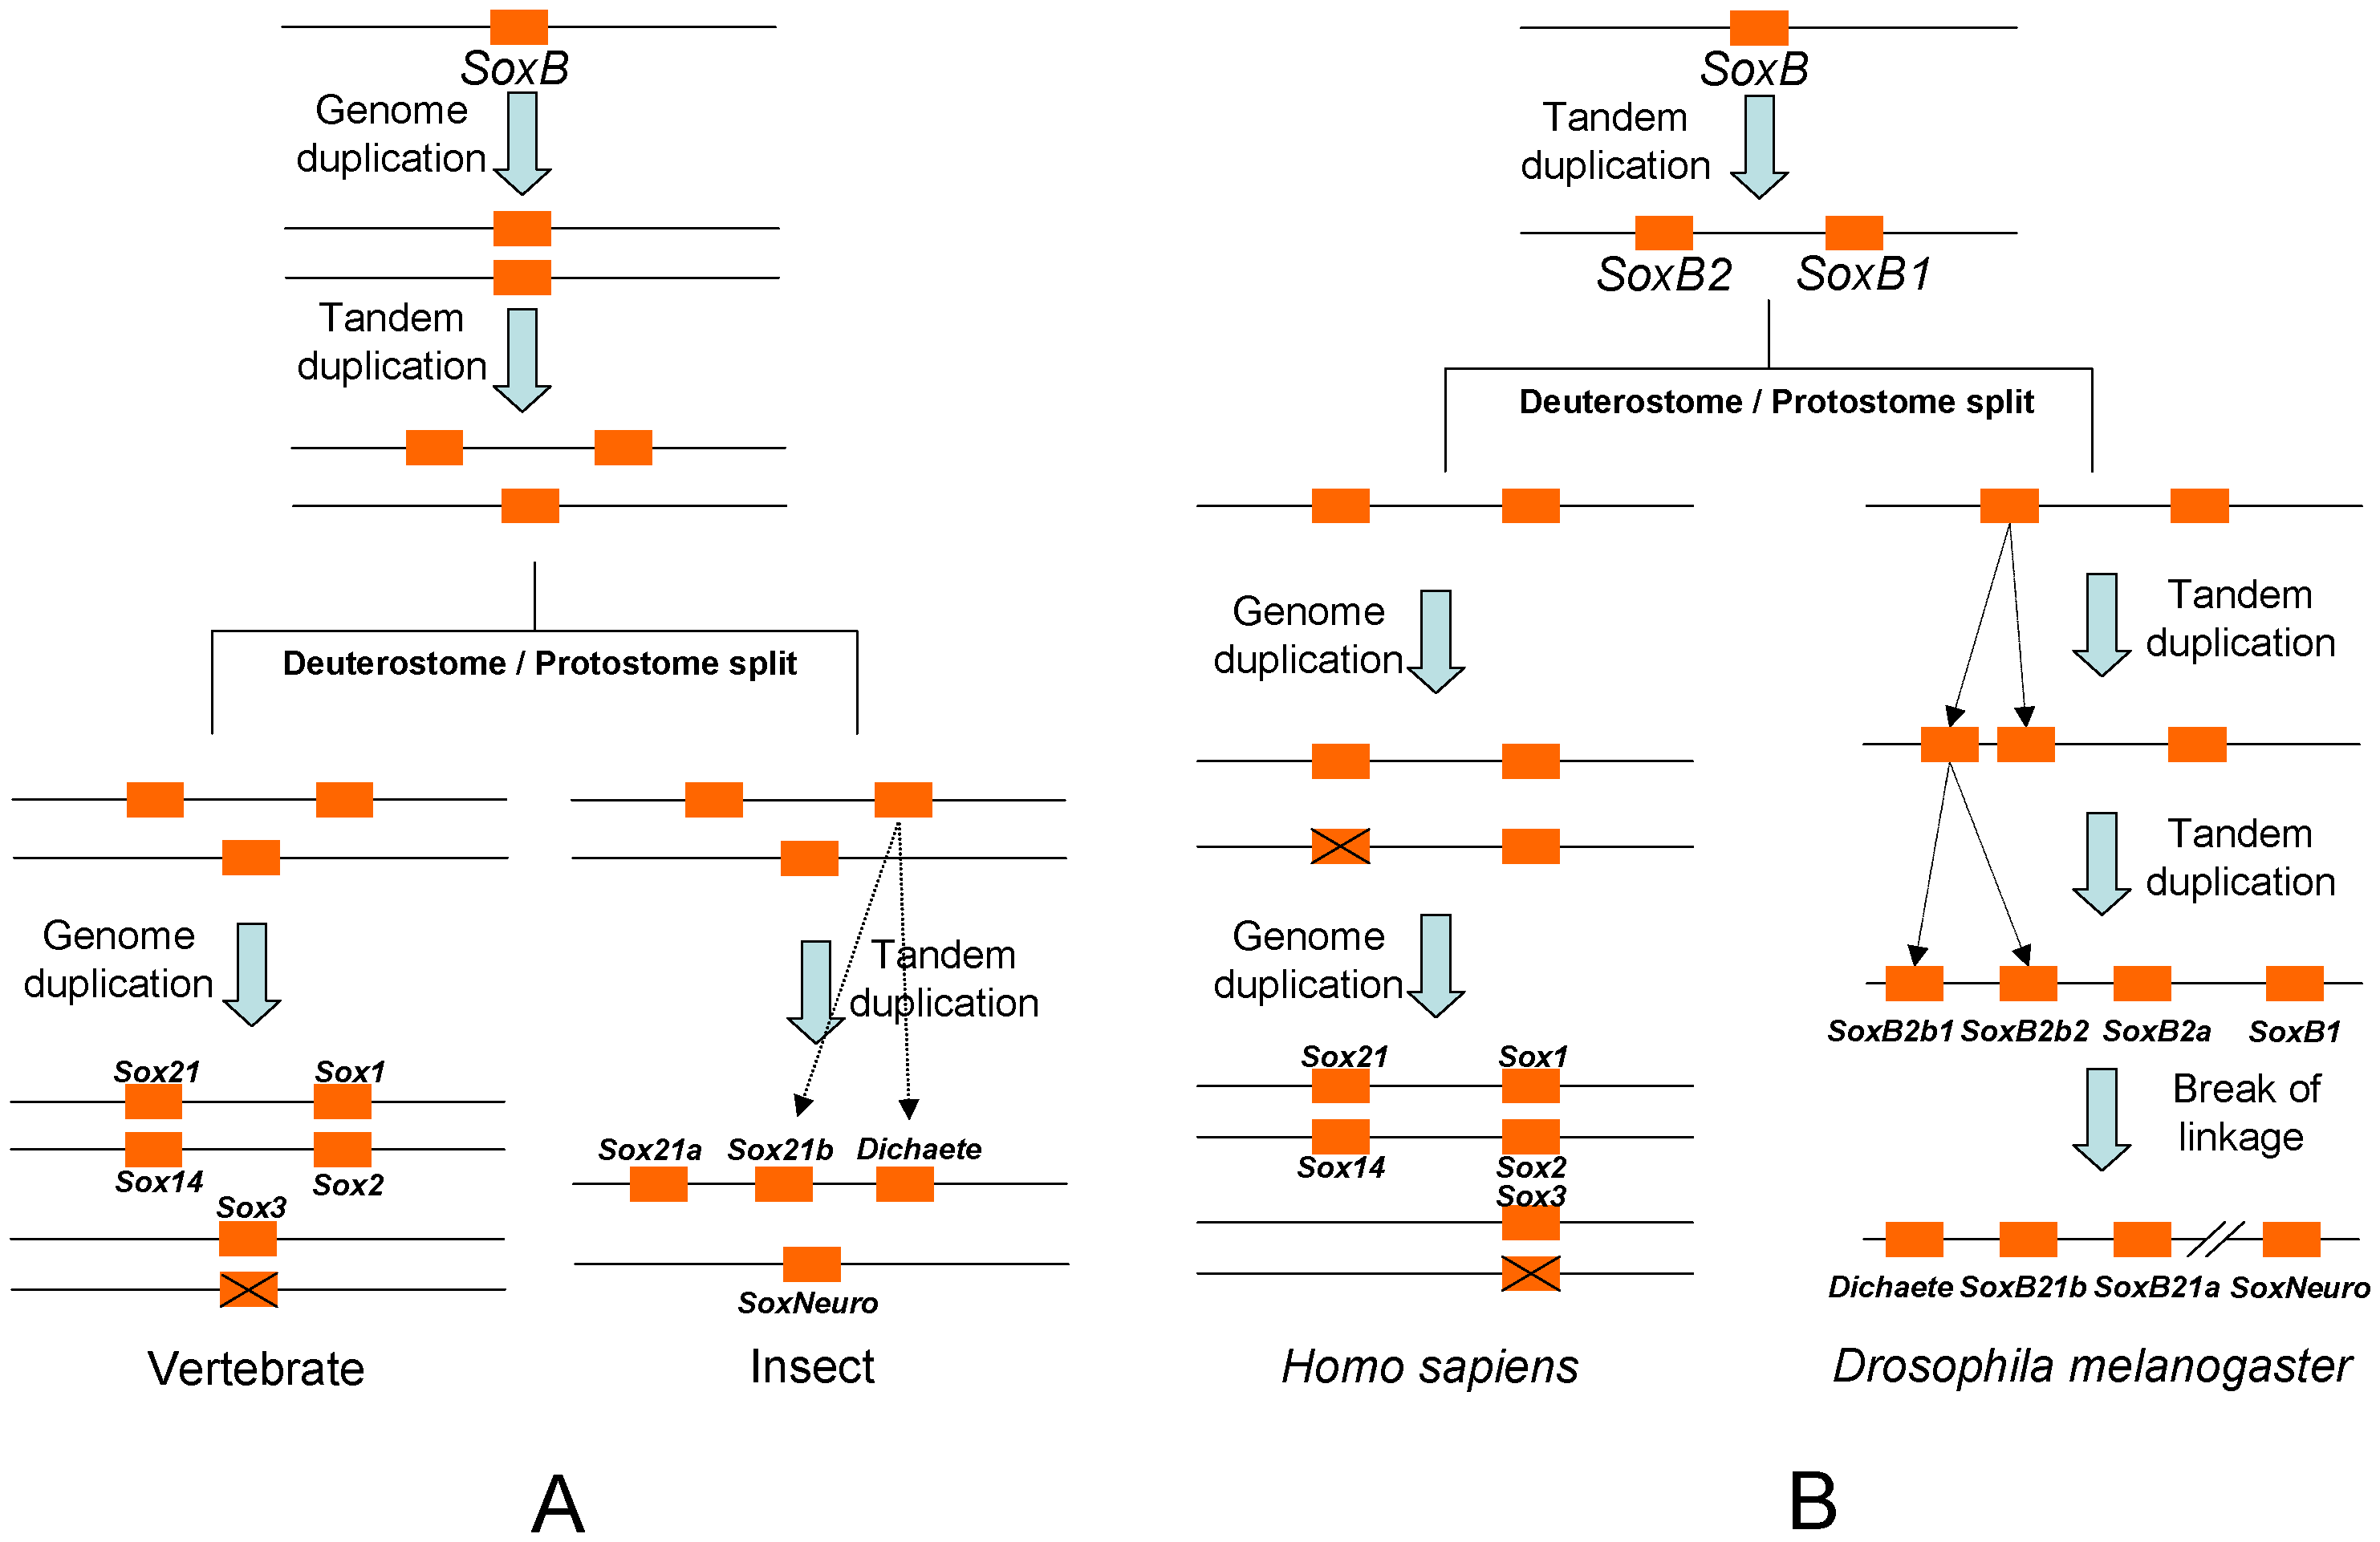 SoxB
Genome
duplication
Tandem
duplication
Deuterostome / Protostome split
Genome
duplication
Tandem
duplication
Sox21
Sox1
Sox14
Sox2
Sox3
Sox21a
Sox21b
Dichaete
SoxNeuro
Vertebrate
Insect
A
SoxB
Tandem
duplication
SoxB2
SoxB1
Deuterostome / Protostome split
Genome
duplication
Genome
duplication
Sox21
Sox1
Sox14
Sox2
Sox3
Homo sapiens
Tandem
duplication
Tandem
duplication
SoxB2b1
SoxB2b2
SoxB2a
SoxB1
Break of
linkage
Dichaete
SoxB21b
SoxB21a
SoxNeuro
Drosophila melanogaster
B